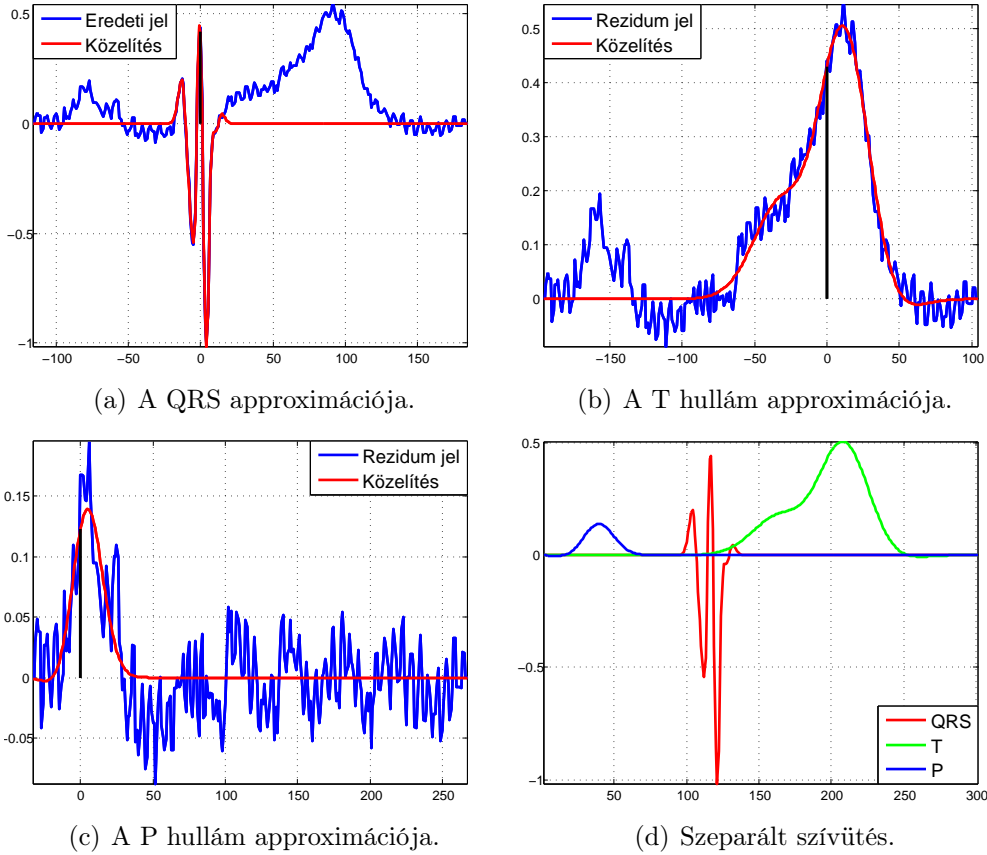 Eredeti jel
Közelítés
0.5
0
−0.5
−1
−100 −50 0 50 100 150
(a) A QRS approximációja.
Rezidum jel
Közelítés
0.5
0.4
0.3
0.2
0.1
0
−150 −100 −50 0 50 100
(b) A T hullám approximációja.
Rezidum jel
Közelítés
0.15
0.1
0.05
0
−0.05
0 50 100 150 200 250
(c) A P hullám approximációja.
0.5
0
−0.5
−1
50 100 150 200 250 300
QRS
T
P
(d) Szeparált szívütés.